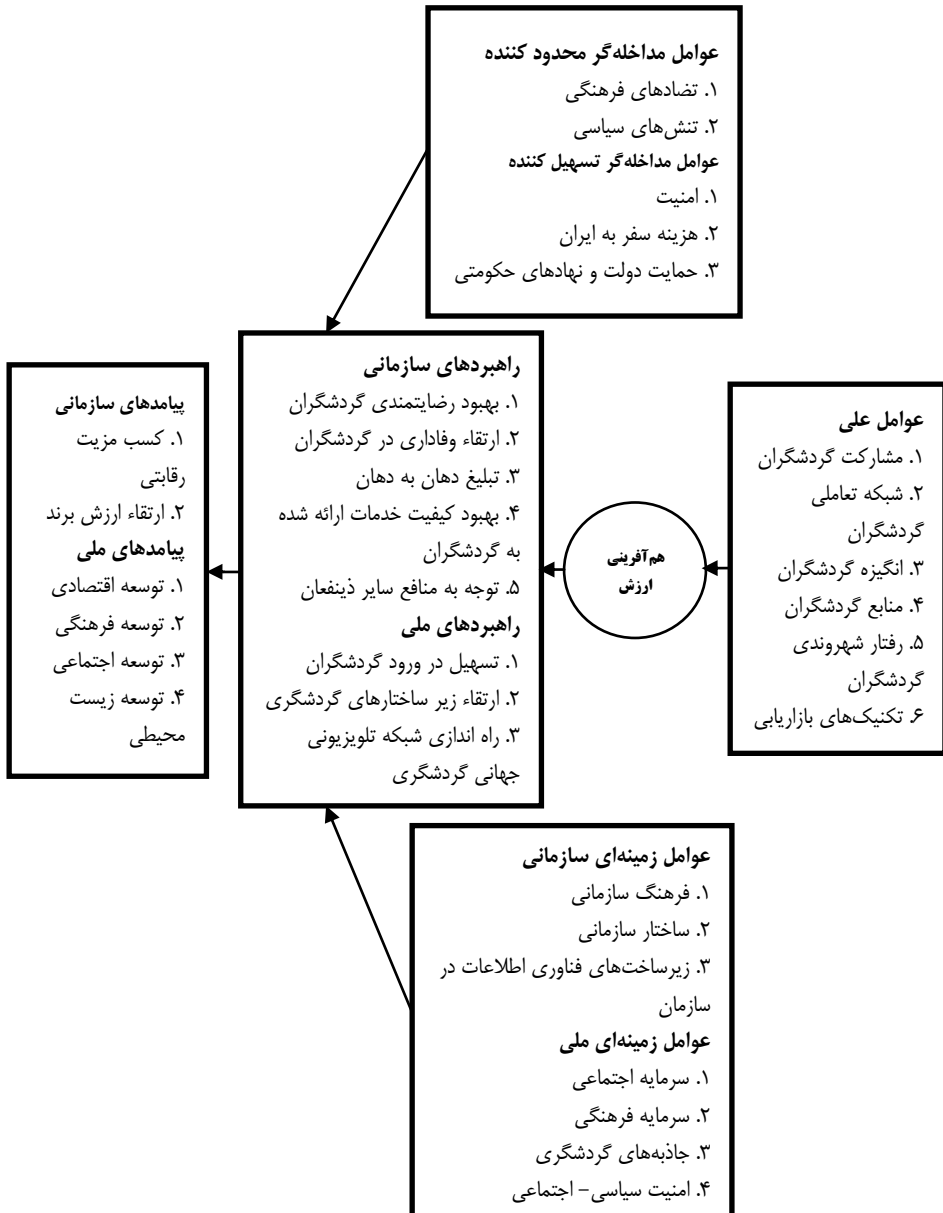 عوامل مداخله‌گر محدود کننده
۱. تضادهای فرهنگی
۲. تنش‌های سیاسی
عوامل مداخله‌گر تسهیل کننده
۱. امنیت
۲. هزینه سفر به ایران
۳. حمایت دولت و نهادهای حکومتی
عوامل علی
۱. مشارکت گردشگران
۲. شبکه تعاملی
گردشگران
۳. انگیزه گردشگران
۴. منابع گردشگران
۵. رفتار شهروندی
گردشگران
۶. تکنیک‌های بازاریابی
هم‌آفرینی
ارزش
راهبردهای سازمانی
۱. بهبود رضایتمندی گردشگران
۲. ارتقاء وفاداری در گردشگران
۳. تبلیغ دهان به دهان
۴. بهبود کیفیت خدمات ارائه شده
به گردشگران
۵. توجه به منافع سایر ذینفعان
راهبردهای ملی
۱. تسهیل در ورود گردشگران
۲. ارتقاء زیر ساختارهای گردشگری
۳. راه اندازی شبکه تلویزیونی
جهانی گردشگری
پیامدهای سازمانی
۱. کسب مزیت
رقابتی
۲. ارتقاء ارزش برند
پیامدهای ملی
۱. توسعه اقتصادی
۲. توسعه فرهنگی
۳. توسعه اجتماعی
۴. توسعه زیست
محیطی
عوامل زمینه‌ای سازمانی
۱. فرهنگ سازمانی
۲. ساختار سازمانی
۳. زیرساخت‌های فناوری اطلاعات در
سازمان
عوامل زمینه‌ای ملی
۱. سرمایه اجتماعی
۲. سرمایه فرهنگی
۳. جاذبه‌های گردشگری
۴. امنیت سیاسی- اجتماعی